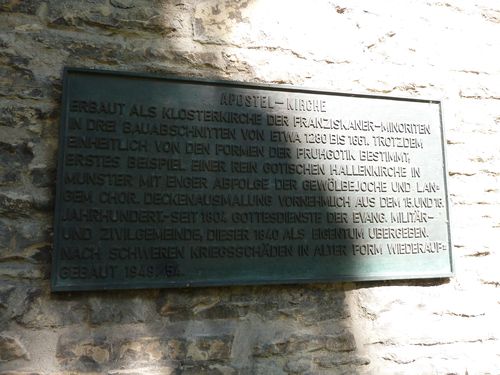 APOSTEL-KIRCHE
ERBAUT ALS KLOSTERKIRCHE DER FRANZISKANER-MINORITEN
IN DREI BAUABSCHNITTEN VON ETWA 1280 BIS 1661. TROTZDEM
EINHEITLICH VON DEN FORMEN DER FRÜHGOTIK BESTIMMT,
ERSTES BEISPIEL EINER REIN GOTISCHEN HALLENKIRCHE IN
MÜNSTER MIT ENGER ABFOLGE DER GEWÖLBEJOCHE UND LAN-
GEM CHOR. DECKENAUSMALUNG VORNEHMLICH AUS DEM 16. UND 18.
JAHRHUNDERT.-SEIT 1804 GOTTESDIENSTE DER EVANG. MILITÄR-
UND ZIVILGEMEINDE, DIESER 1840 ALS EIGENTUM ÜBERGEBEN.
NACH SCHWEREN KRIEGSSCHÄDEN IN ALTER FORM WIEDERAUF-
GEBAUT 1949/51.